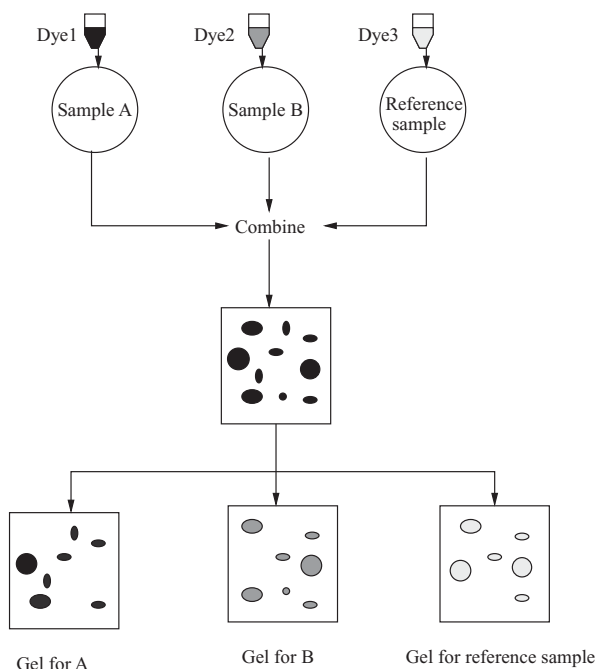 Dye1
Dye2
Dye3
Sample A
Sample B
Reference
sample
Combine
Gel for A
Gel for B
Gel for reference sample